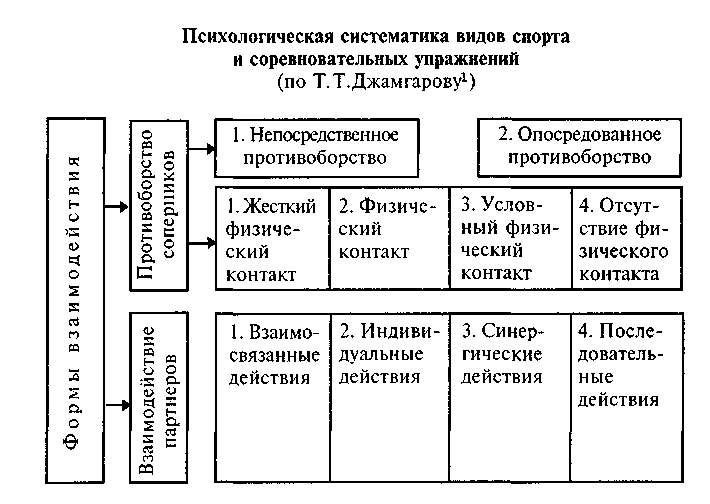 Психологическая систематика видов спорта
и соревновательных упражнений
(по Т.Т.Джамгарову¹)
Формы взаимодействия
Противоборство
соперников
1. Непосредственное
противоборство
2. Опосредованное
противоборство
1. Жесткий
физиче-
ский
контакт
2. Физиче-
ский
контакт
3. Услов-
ный физи-
ческий
контакт
4. Отсут-
ствие фи-
зического
контакта
Взаимодействие
партнеров
1. Взаимо-
связанные
действия
2. Индиви-
дуальные
действия
3. Синер-
гические
действия
4. После-
дователь-
ные
действия